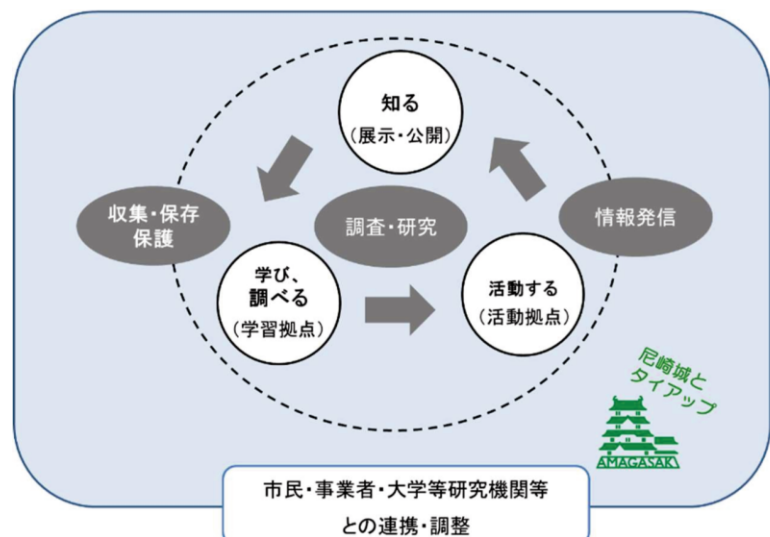 知る
（展示・公開）
収集・保存
保護
調査・研究
情報発信
学び、
調べる
（学習拠点）
活動する
（活動拠点）
尼崎城と
タイアップ
AMAGASAKI
市民・事業者・大学等研究機関等
との連携・調整